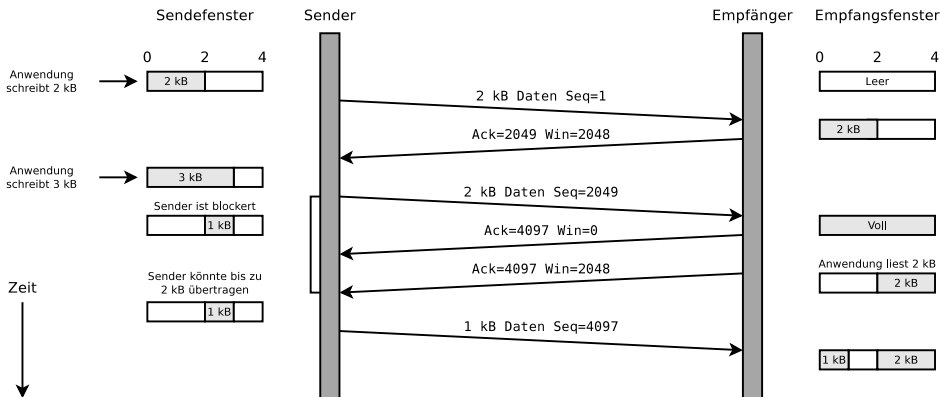 Sendefenster
Sender
Empfänger
Empfangsfenster
0 2 4
0 2 4
Anwendung
schreibt 2 kB
2 kB
Leer
2 kB Daten Seq=1
2 kB
Ack=2049 Win=2048
Anwendung
schreibt 3 kB
3 kB
2 kB Daten Seq=2049
Sender ist blockert
1 kB
Voll
Ack=4097 Win=0
Anwendung liest 2 kB
Ack=4097 Win=2048
2 kB
Sender könnte bis zu
2 kB übertragen
Zeit
1 kB
1 kB Daten Seq=4097
1 kB
2 kB